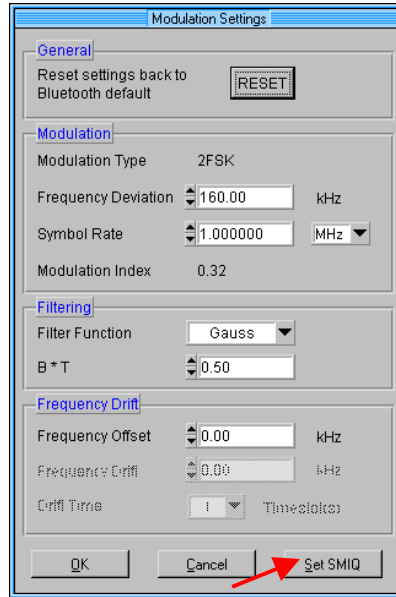 Modulation Settings
General
Reset settings back to
Bluetooth default
RESET
Modulation
Modulation Type 2FSK
Frequency Deviation 160.00 kHz
Symbol Rate 1.000000 MHz
Modulation Index 0.32
Filtering
Filter Function Gauss
B * T 0.50
Frequency Drift
Frequency Offset 0.00 kHz
Frequency Drift 0.00 kHz
Drift Time 1 Timeslot(s)
OK Cancel Set SMIQ